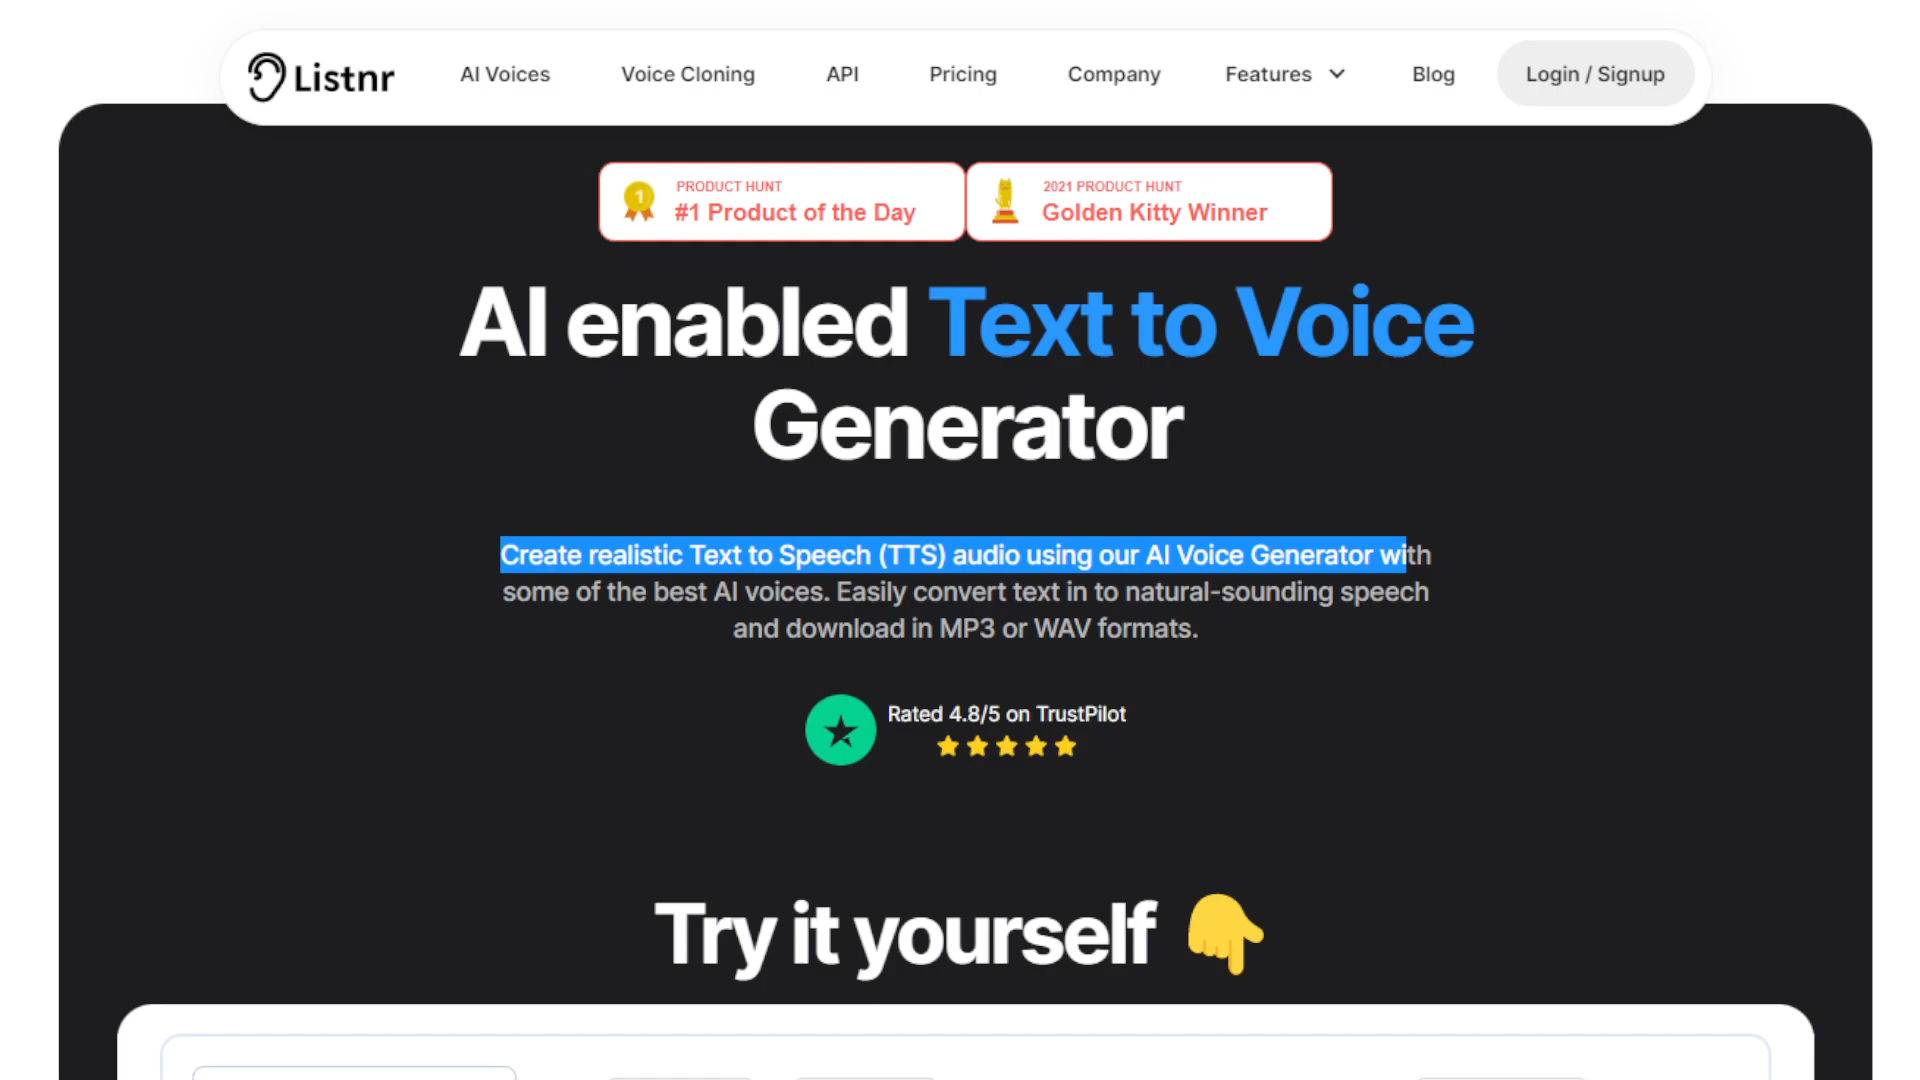 Listnr
AI Voices
Voice Cloning
API
Pricing
Company
Features
Blog
Login / Signup
1
PRODUCT HUNT
#1 Product of the Day
2021 PRODUCT HUNT
Golden Kitty Winner
AI enabled Text to Voice
Generator
Create realistic Text to Speech (TTS) audio using our AI Voice Generator with
some of the best AI voices. Easily convert text in to natural-sounding speech
and download in MP3 or WAV formats.
Rated 4.8/5 on TrustPilot
Try it yourself